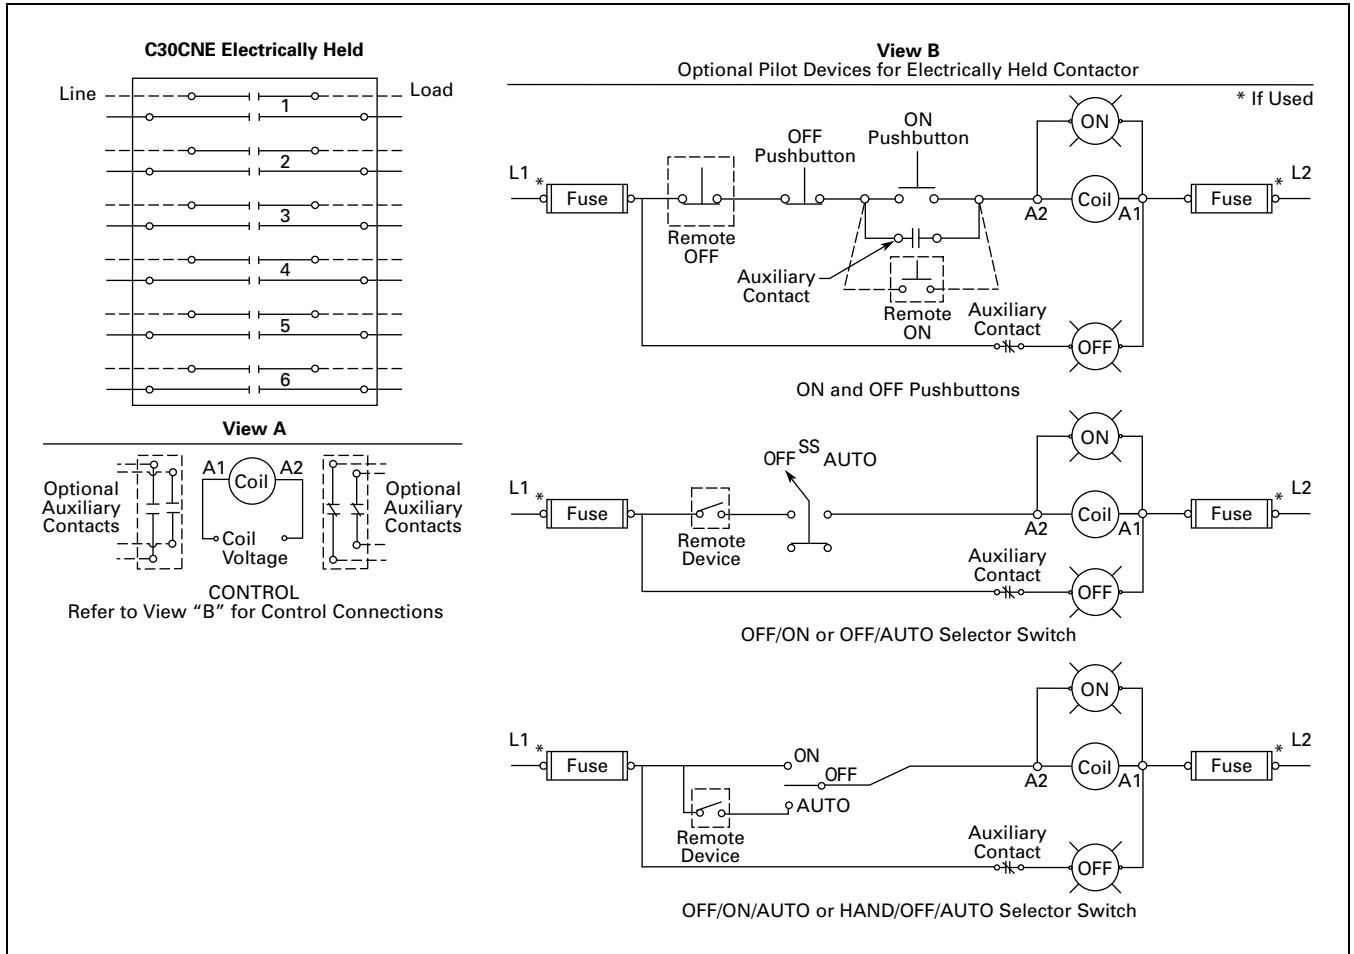 C30CNE Electrically Held
Line
Load
1
2
3
4
5
6
View A
Optional
Auxiliary
Contacts
A1
Coil
A2
Coil
Voltage
Optional
Auxiliary
Contacts
CONTROL
Refer to View “B” for Control Connections
View B
Optional Pilot Devices for Electrically Held Contactor
* If Used
L1
*
Fuse
Remote
OFF
OFF
Pushbutton
ON
Pushbutton
Auxiliary
Contact
Remote
ON
ON
A2
Coil
A1
Fuse
*
L2
Auxiliary
Contact
OFF
ON and OFF Pushbuttons
L1
*
Fuse
Remote
Device
OFF SS AUTO
ON
A2
Coil
A1
Fuse
*
L2
Auxiliary
Contact
OFF
OFF/ON or OFF/AUTO Selector Switch
L1
*
Fuse
Remote
Device
ON
OFF
AUTO
ON
A2
Coil
A1
Fuse
*
L2
Auxiliary
Contact
OFF
OFF/ON/AUTO or HAND/OFF/AUTO Selector Switch